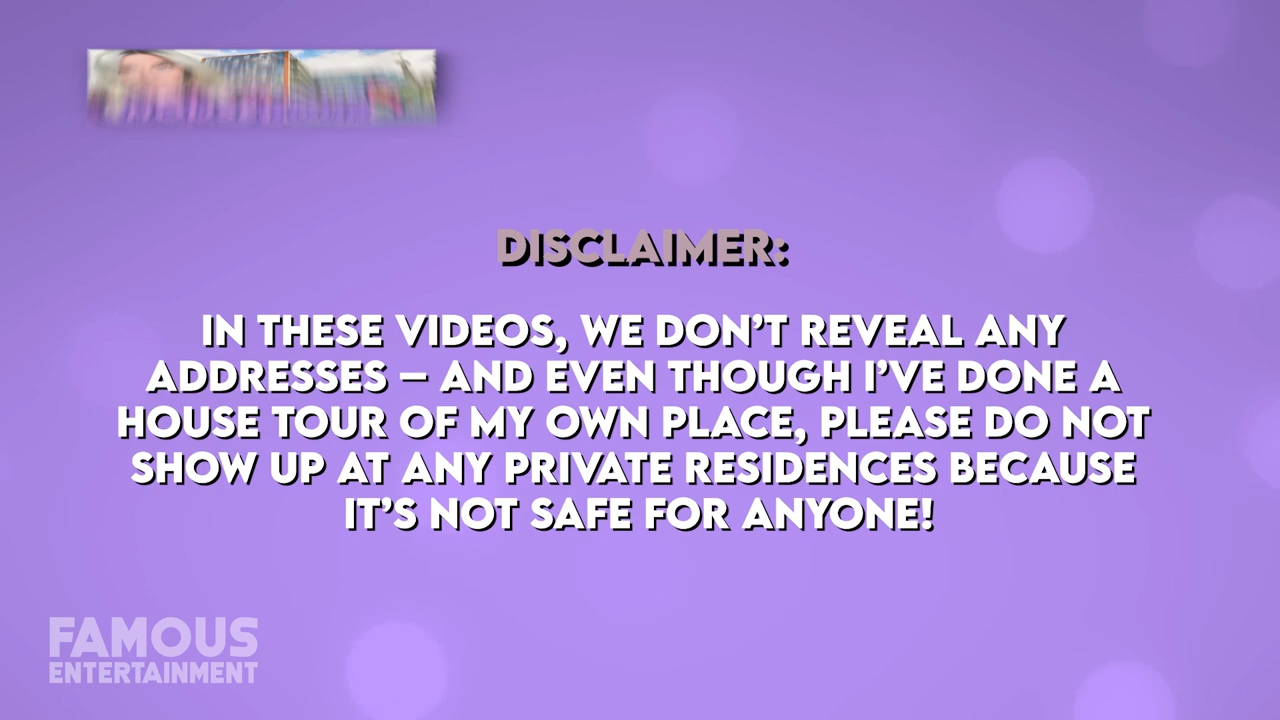 DISCLAIMER:
IN THESE VIDEOS, WE DON'T REVEAL ANY
ADDRESSES – AND EVEN THOUGH I'VE DONE A
HOUSE TOUR OF MY OWN PLACE, PLEASE DO NOT
SHOW UP AT ANY PRIVATE RESIDENCES BECAUSE
IT'S NOT SAFE FOR ANYONE!
FAMOUS
ENTERTAINMENT